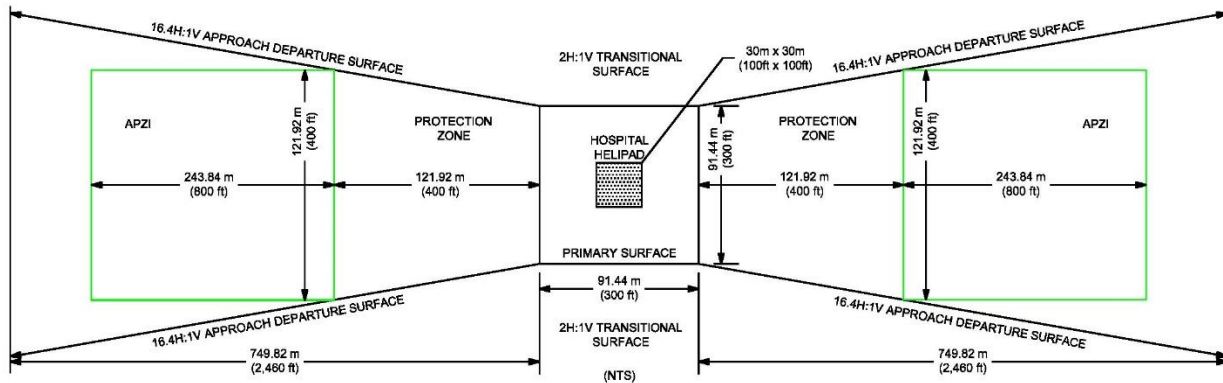 16.4H:1V APPROACH DEPARTURE SURFACE
2H:1V TRANSITIONAL
SURFACE
30m x 30m
(100ft x 100ft)
16.4H:1V APPROACH DEPARTURE SURFACE
APZI
121.92 m
(400 ft)
PROTECTION
ZONE
HOSPITAL
HELIPAD
91.44 m
(300 ft)
PROTECTION
ZONE
121.92 m
(400 ft)
APZI
243.84 m
(800 ft)
121.92 m
(400 ft)
121.92 m
(400 ft)
243.84 m
(800 ft)
PRIMARY SURFACE
91.44 m
(300 ft)
16.4H:1V APPROACH DEPARTURE SURFACE
2H:1V TRANSITIONAL
SURFACE
16.4H:1V APPROACH DEPARTURE SURFACE
749.82 m
(2,460 ft)
(NTS)
749.82 m
(2,460 ft)